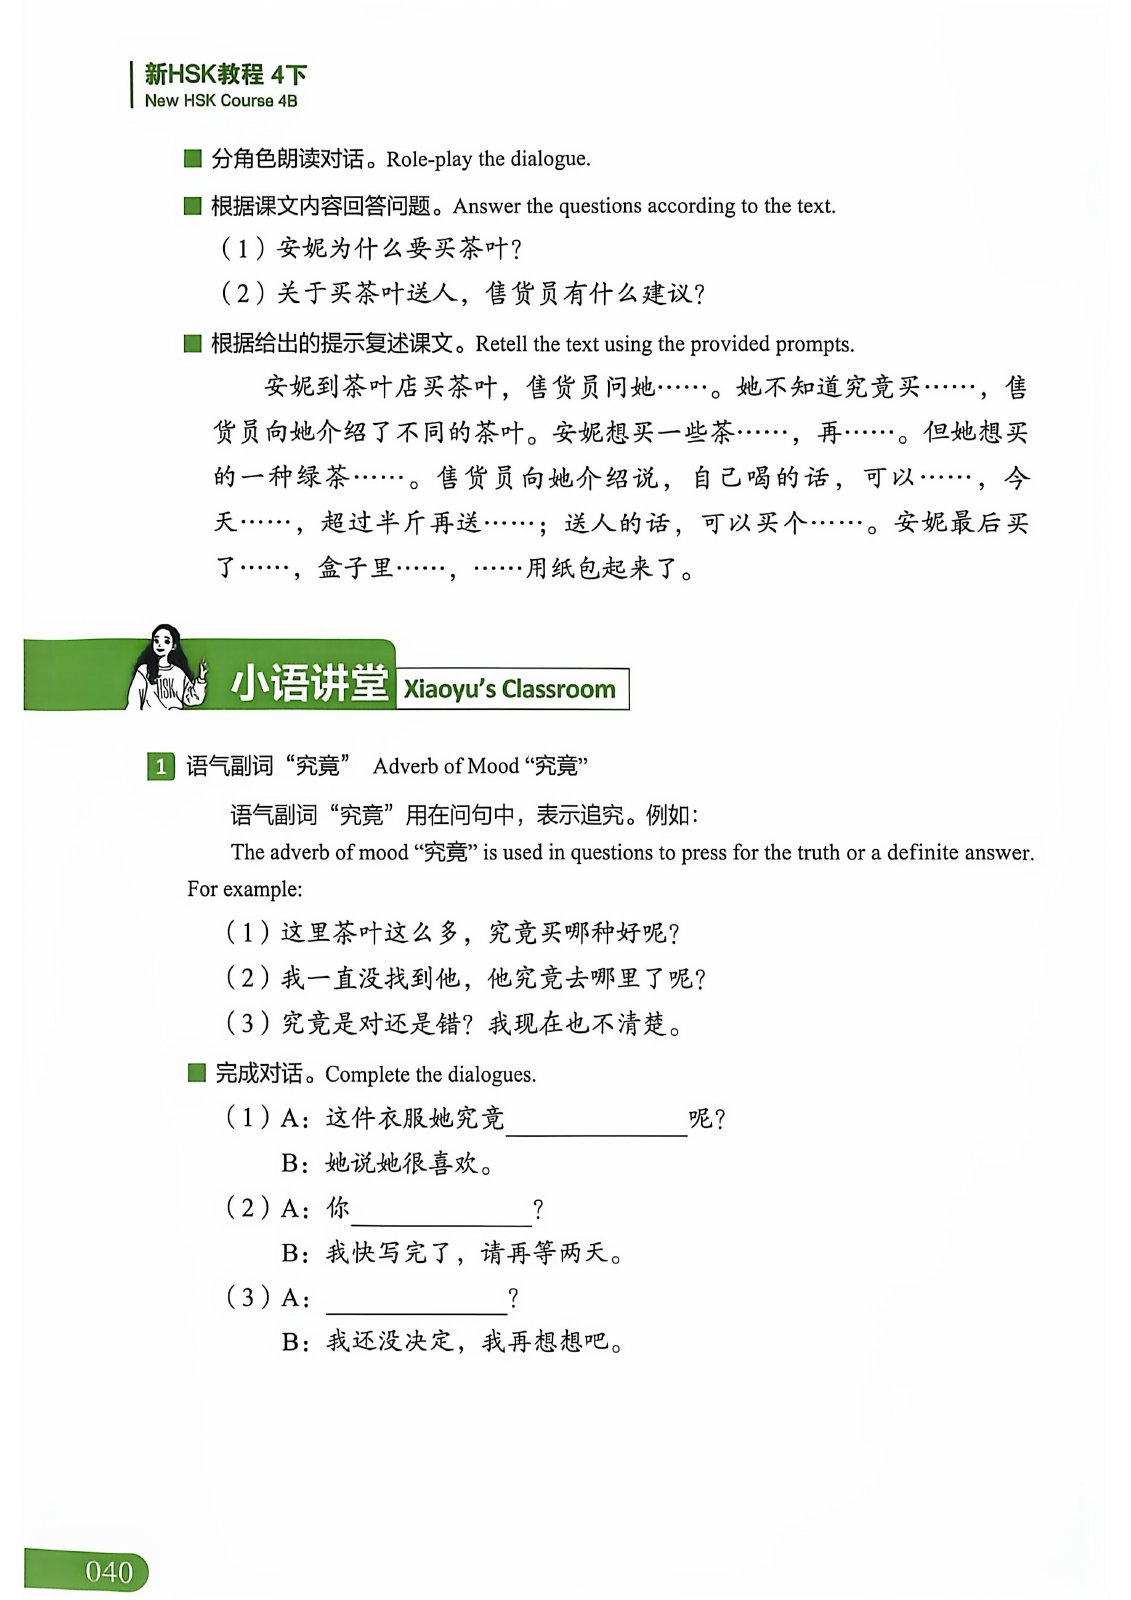 新HSK教程 4下
New HSK Course 4B
■ 分角色朗读对话。Role-play the dialogue.
■ 根据课文内容回答问题。Answer the questions according to the text.
（1）安妮为什么要买茶叶？
（2）关于买茶叶送人，售货员有什么建议？
■ 根据给出的提示复述课文。Retell the text using the provided prompts.
安妮到茶叶店买茶叶，售货员问她……。她不知道究竟买……，售
货员向她介绍了不同的茶叶。安妮想买一些茶……，再……。但她想买
的一种绿茶……。售货员向她介绍说，自己喝的话，可以……，今
天……，超过半斤再送……；送人的话，可以买个……。安妮最后买
了……，盒子里……，……用纸包起来了。
HSK
小语讲堂 Xiaoyu's Classroom
1 语气副词“究竟” Adverb of Mood “究竟”
语气副词“究竟”用在问句中，表示追究。例如：
The adverb of mood “究竟” is used in questions to press for the truth or a definite answer.
For example:
（1）这里茶叶这么多，究竟买哪种好呢？
（2）我一直没找到他，他究竟去哪里了呢？
（3）究竟是对还是错？我现在也不清楚。
■ 完成对话。Complete the dialogues.
（1）A：这件衣服她究竟______________呢？
B：她说她很喜欢。
（2）A：你______________？
B：我快写完了，请再等两天。
（3）A：______________？
B：我还没决定，我再想想吧。
040